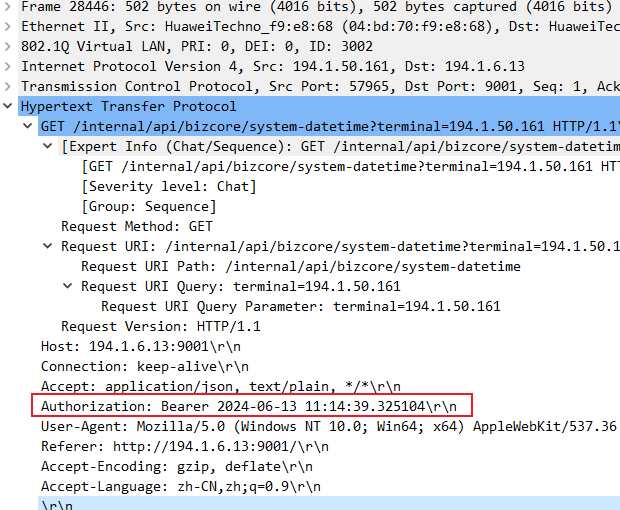 Frame 28446: 502 bytes on wire (4016 bits), 502 bytes captured (4016 bits)
Ethernet II, Src: HuaweiTechno_f9:e8:68 (04:bd:70:f9:e8:68), Dst: HuaweiTec
802.1Q Virtual LAN, PRI: 0, DEI: 0, ID: 3002
Internet Protocol Version 4, Src: 194.1.50.161, Dst: 194.1.6.13
Transmission Control Protocol, Src Port: 57965, Dst Port: 9001, Seq: 1, Ack
Hypertext Transfer Protocol
GET /internal/api/bizcore/system-datetime?terminal=194.1.50.161 HTTP/1.1\
[Expert Info (Chat/Sequence): GET /internal/api/bizcore/system-datetim
[GET /internal/api/bizcore/system-datetime?terminal=194.1.50.161 HT
[Severity level: Chat]
[Group: Sequence]
Request Method: GET
Request URI: /internal/api/bizcore/system-datetime?terminal=194.1.50.1
Request URI Path: /internal/api/bizcore/system-datetime
Request URI Query: terminal=194.1.50.161
Request URI Query Parameter: terminal=194.1.50.161
Request Version: HTTP/1.1
Host: 194.1.6.13:9001\r\n
Connection: keep-alive\r\n
Accept: application/json, text/plain, */*\r\n
Authorization: Bearer 2024-06-13 11:14:39.325104\r\n
User-Agent: Mozilla/5.0 (Windows NT 10.0; Win64; x64) AppleWebKit/537.36
Referer: http://194.1.6.13:9001/\r\n
Accept-Encoding: gzip, deflate\r\n
Accept-Language: zh-CN,zh;q=0.9\r\n
\r\n